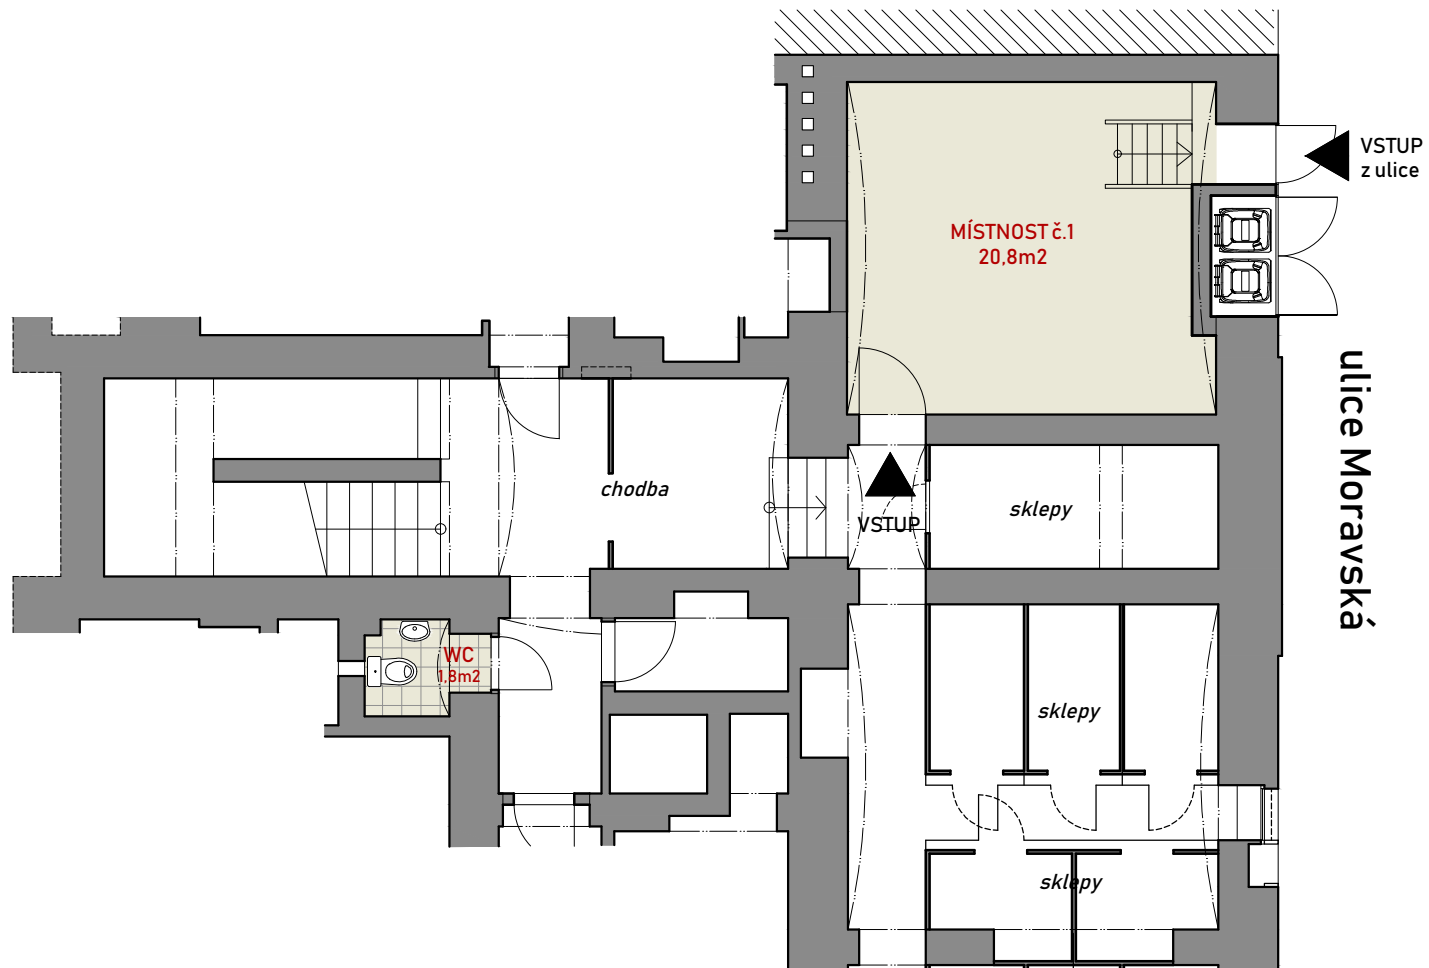 VSTUP
z ulice
MÍSTNOST č.1
20,8m2
ulice Moravská
chodba
VSTUP
sklepy
WC
1,8m2
sklepy
sklepy